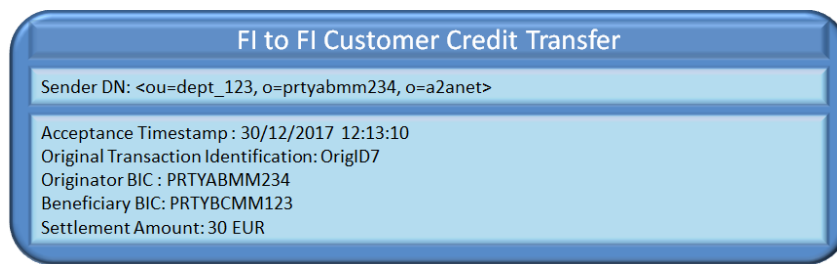 FI to FI Customer Credit Transfer
Sender DN: <ou=dept_123, o=prtyabmm234, o=a2anet>
Acceptance Timestamp : 30/12/2017 12:13:10
Original Transaction Identification: OrigID7
Originator BIC : PRTYABMM234
Beneficiary BIC: PRTYBCMM123
Settlement Amount: 30 EUR